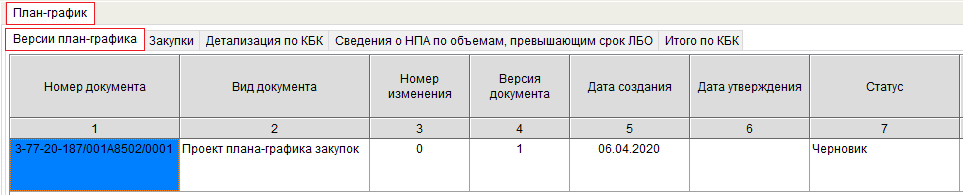 План-график
Версии план-графика Закупки Детализация по КБК Сведения о НПА по объемам, превышающим срок ЛБО Итого по КБК
Номер документа Вид документа Номер изменения Версия документа Дата создания Дата утверждения Статус
1 2 3 4 5 6 7
3-77-20-187/001А8502/0001 Проект плана-графика закупок 0 1 06.04.2020 Черновик